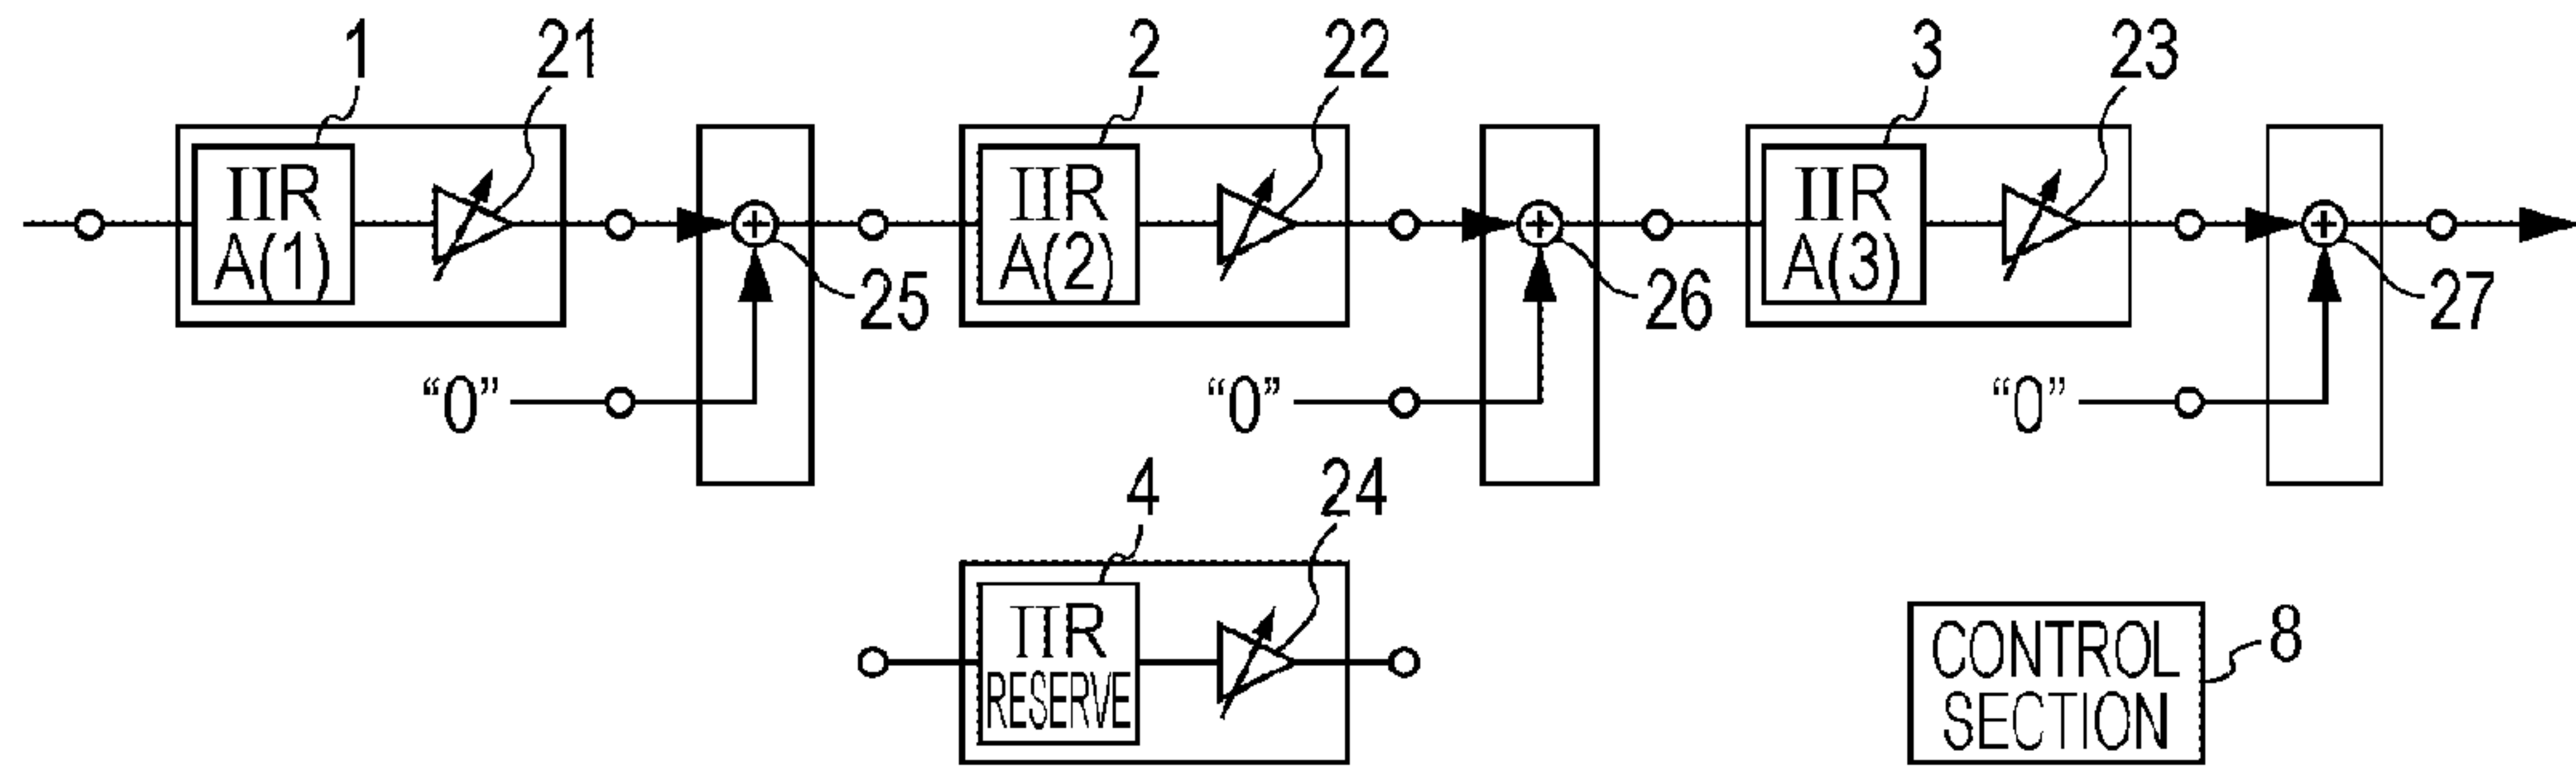 1 21 2 22 3 23
IIR IIR IIR
A(1) A(2) A(3)
25 26 27
“0” “0” “0”
4 24
IIR
RESERVE
CONTROL
SECTION
8